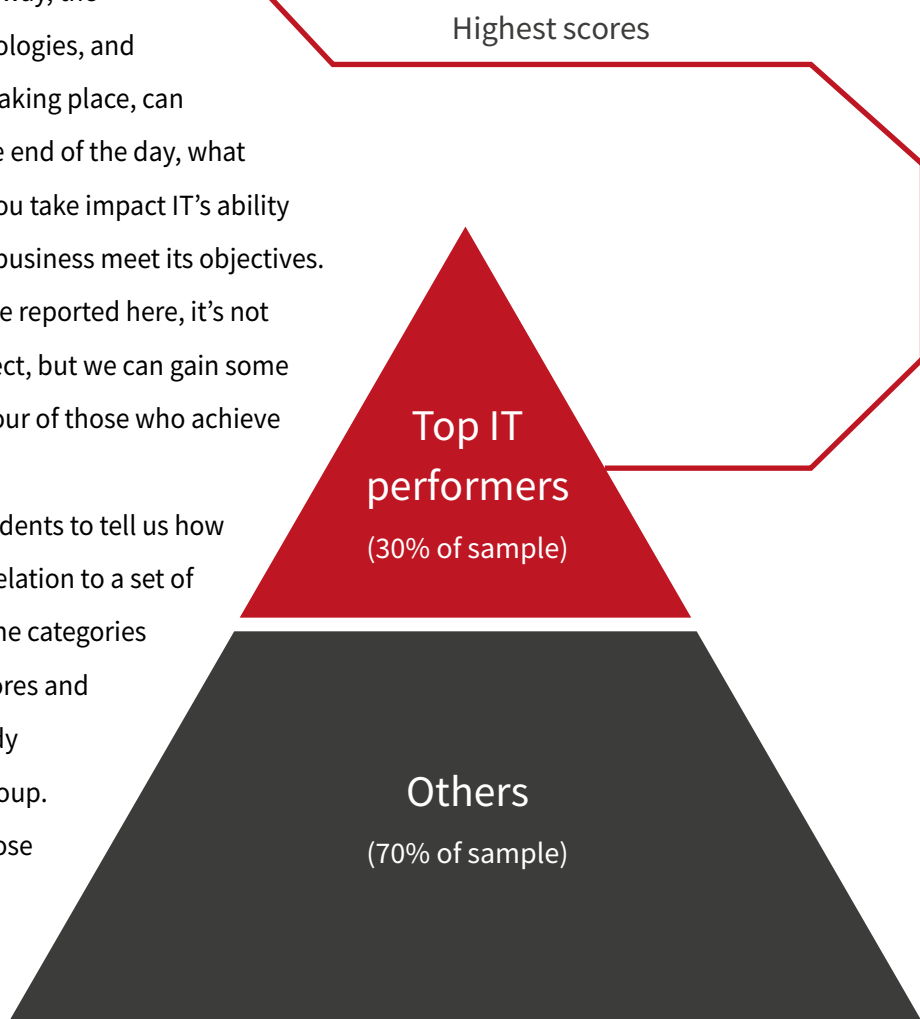 the
ologies, and
aking place, can
e end of the day, what
ou take impact IT’s ability
business meet its objectives.
e reported here, it’s not
ect, but we can gain some
our of those who achieve
dents to tell us how
elation to a set of
ne categories
ores and
dy
oup.
ose
Highest scores
Top IT
performers
(30% of sample)
Others
(70% of sample)